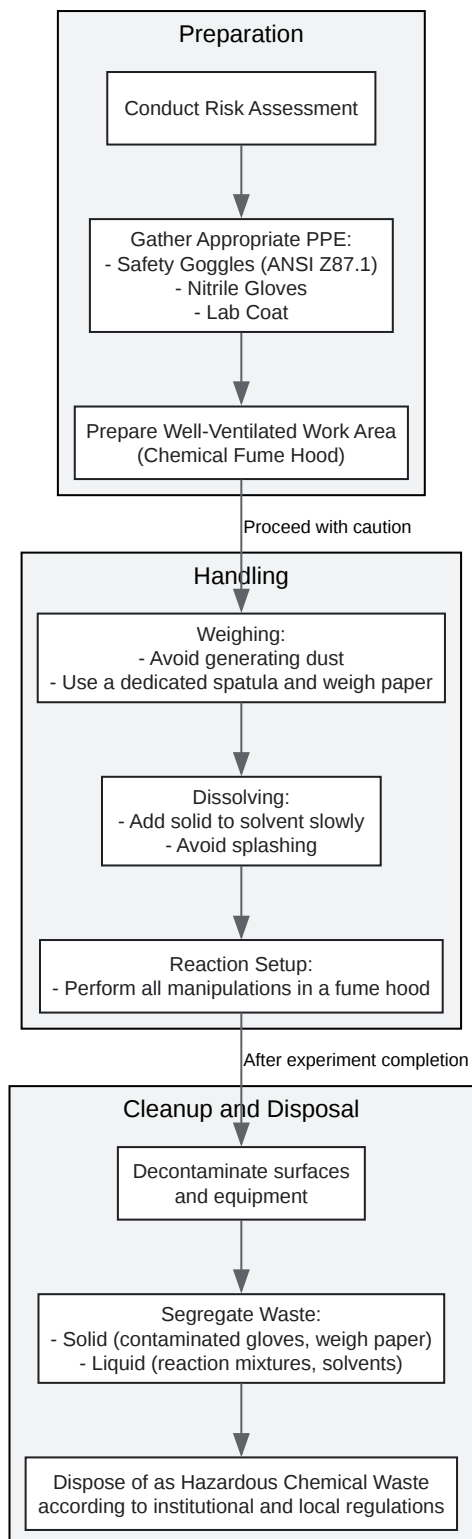 Preparation
Conduct Risk Assessment
Gather Appropriate PPE:
- Safety Goggles (ANSI Z87.1)
- Nitrile Gloves
- Lab Coat
Prepare Well-Ventilated Work Area
(Chemical Fume Hood)
Proceed with caution
Handling
Weighing:
- Avoid generating dust
- Use a dedicated spatula and weigh paper
Dissolving:
- Add solid to solvent slowly
- Avoid splashing
Reaction Setup:
- Perform all manipulations in a fume hood
After experiment completion
Cleanup and Disposal
Decontaminate surfaces
and equipment
Segregate Waste:
- Solid (contaminated gloves, weigh paper)
- Liquid (reaction mixtures, solvents)
Dispose of as Hazardous Chemical Waste
according to institutional and local regulations